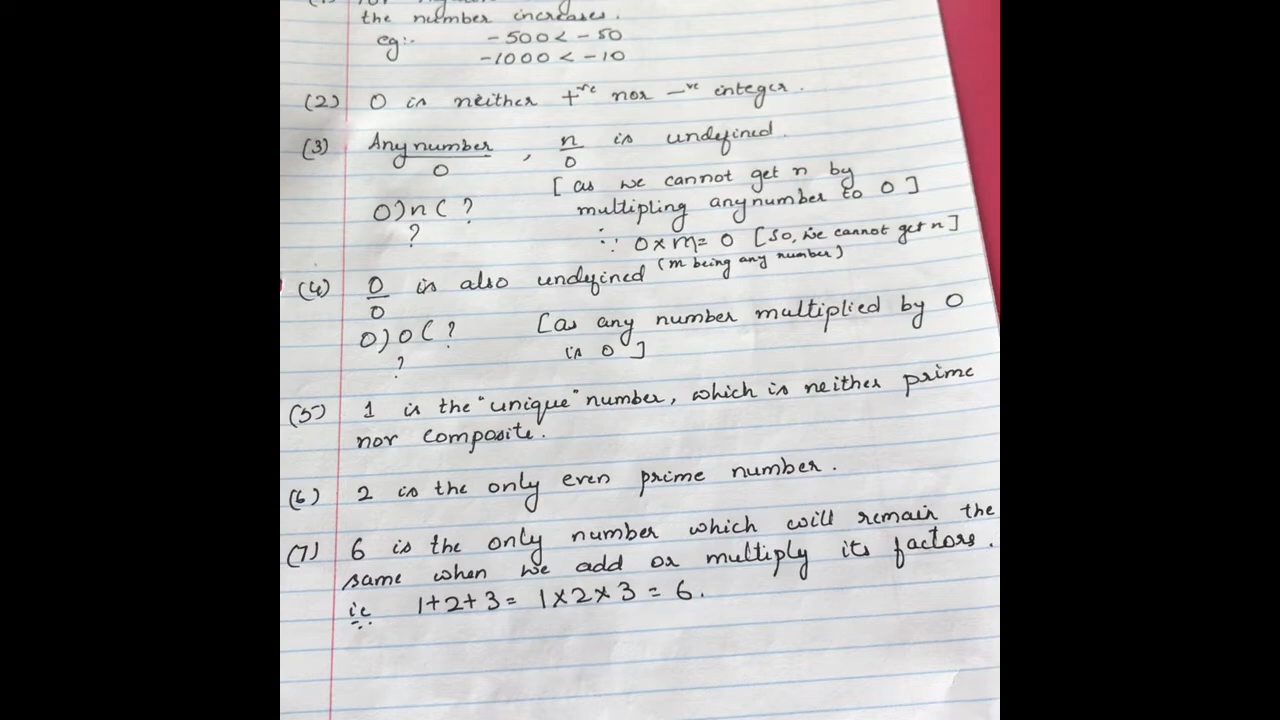 the number increases.
eg:- -500 < -50
-1000 < -10
(2) 0 is neither +ve nor -ve integer.
(3) Any number/0 , n/0 is undefined.
[as we cannot get n by
0)n( ? multipling any number to 0]
? ∵ 0 x m = 0 [so, we cannot get n]
(m being any number)
(4) 0/0 is also undefined
0)0( ? [as any number multiplied by 0
? is 0]
(5) 1 is the "unique" number, which is neither prime
nor composite.
(6) 2 is the only even prime number.
(7) 6 is the only number which will remain the
same when we add or multiply its factors.
ie 1+2+3 = 1x2x3 = 6.